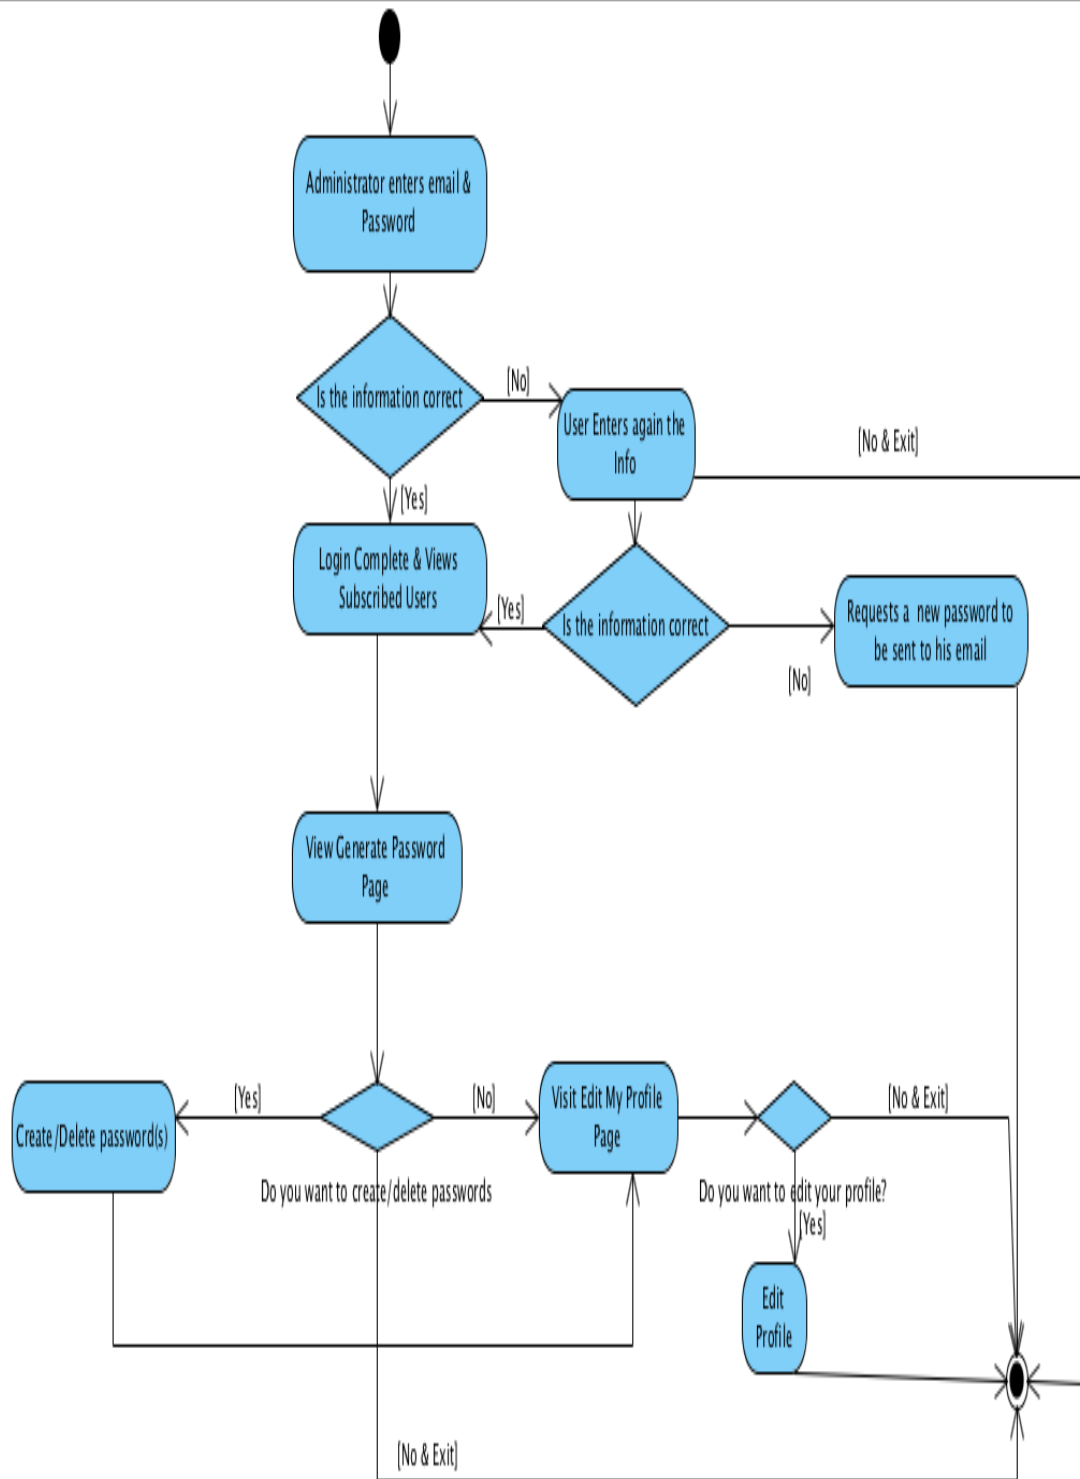 Administrator enters email &
Password
Is the information correct
[No]
User Enters again the
Info
[No & Exit]
[Yes]
Login Complete & Views
Subscribed Users
[Yes]
Is the information correct
Requests a new password to
be sent to his email
[No]
View Generate Password
Page
[Yes]
[No]
Visit Edit My Profile
Page
[No & Exit]
Create/Delete password(s)
Do you want to create/delete passwords
Do you want to edit your profile?
[Yes]
Edit
Profile
[No & Exit]